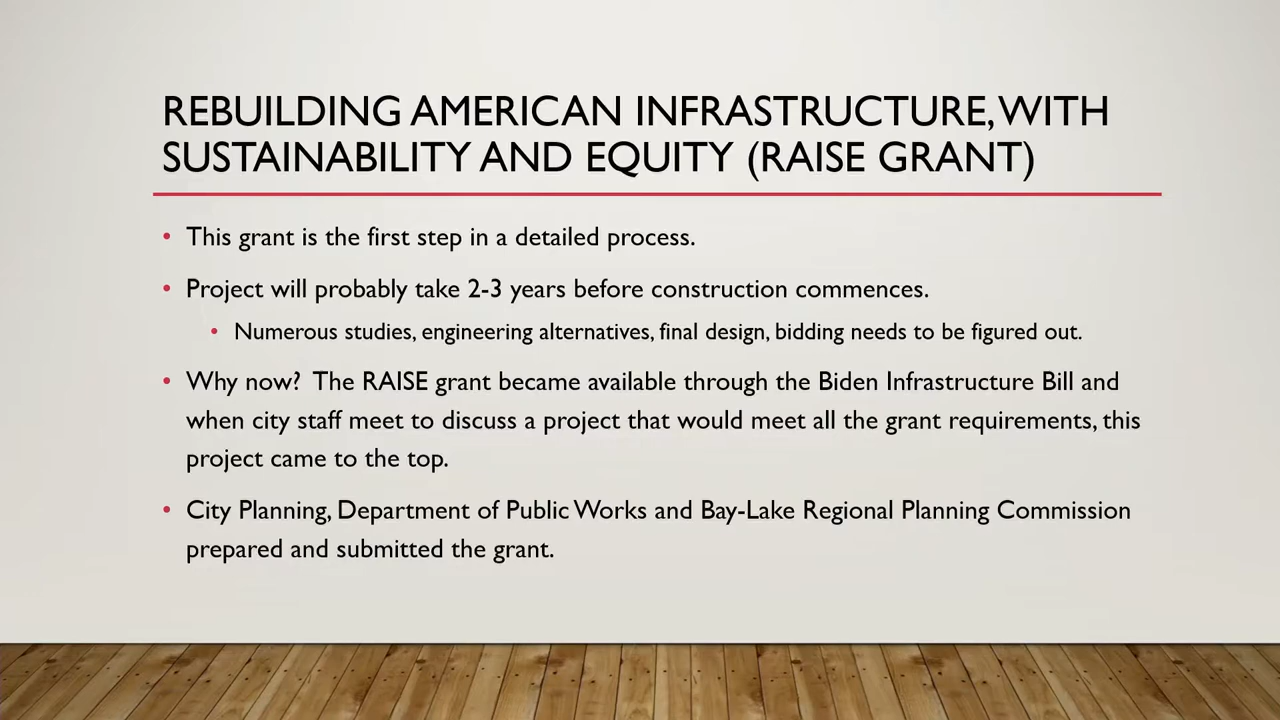 REBUILDING AMERICAN INFRASTRUCTURE, WITH
SUSTAINABILITY AND EQUITY (RAISE GRANT)
• This grant is the first step in a detailed process.
• Project will probably take 2-3 years before construction commences.
• Numerous studies, engineering alternatives, final design, bidding needs to be figured out.
• Why now?  The RAISE grant became available through the Biden Infrastructure Bill and
when city staff meet to discuss a project that would meet all the grant requirements, this
project came to the top.
• City Planning, Department of Public Works and Bay-Lake Regional Planning Commission
prepared and submitted the grant.